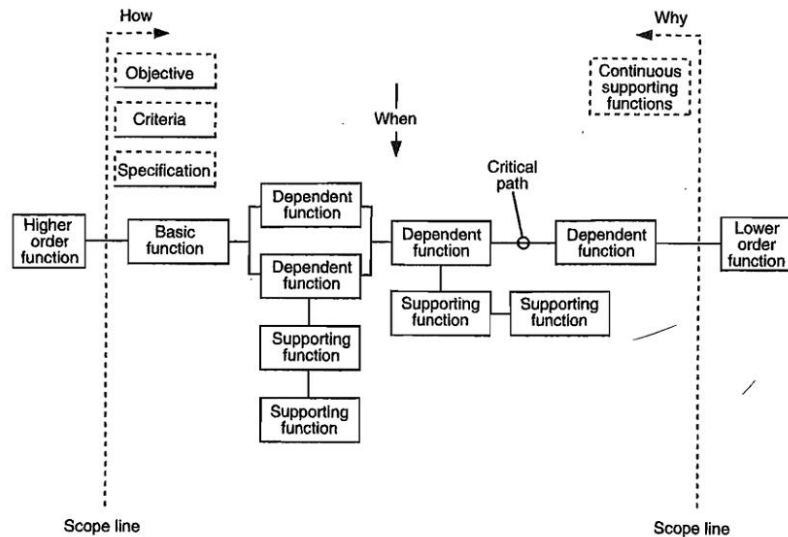 How
Why
Objective
Criteria
Specification
When
Continuous
supporting
functions
Critical
path
Higher
order
function
Basic
function
Dependent
function
Dependent
function
Dependent
function
Dependent
function
Lower
order
function
Supporting
function
Supporting
function
Supporting
function
Supporting
function
Scope line
Scope line